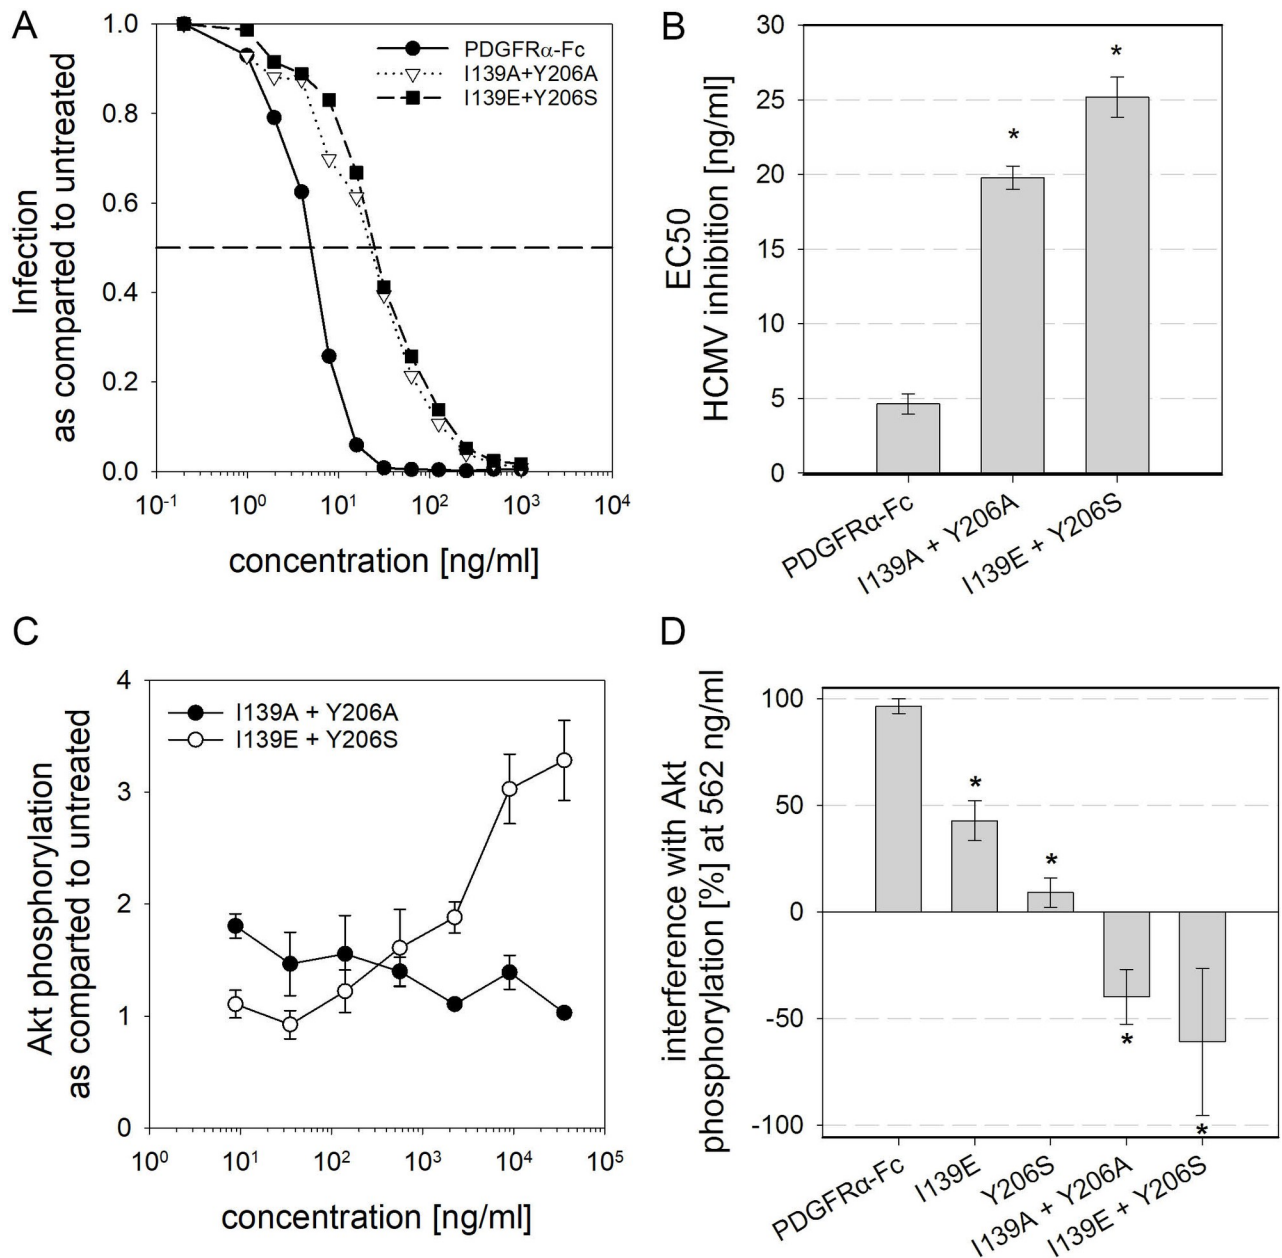 A
Infection
as comparted to untreated
1.0
0.8
0.6
0.4
0.2
0.0
PDGFRα-Fc
I139A+Y206A
I139E+Y206S
10⁻¹ 10⁰ 10¹ 10² 10³ 10⁴
concentration [ng/ml]
B
EC50
HCMV inhibition [ng/ml]
30
25
20
15
10
5
0
*
*
PDGFRα-Fc
I139A + Y206A
I139E + Y206S
C
Akt phosphorylation
as comparted to untreated
4
3
2
1
0
I139A + Y206A
I139E + Y206S
10⁰ 10¹ 10² 10³ 10⁴ 10⁵
concentration [ng/ml]
D
interference with Akt
phosphorylation [%] at 562 ng/ml
100
50
0
-50
-100
*
*
*
*
PDGFRα-Fc
I139E
Y206S
I139A + Y206A
I139E + Y206S